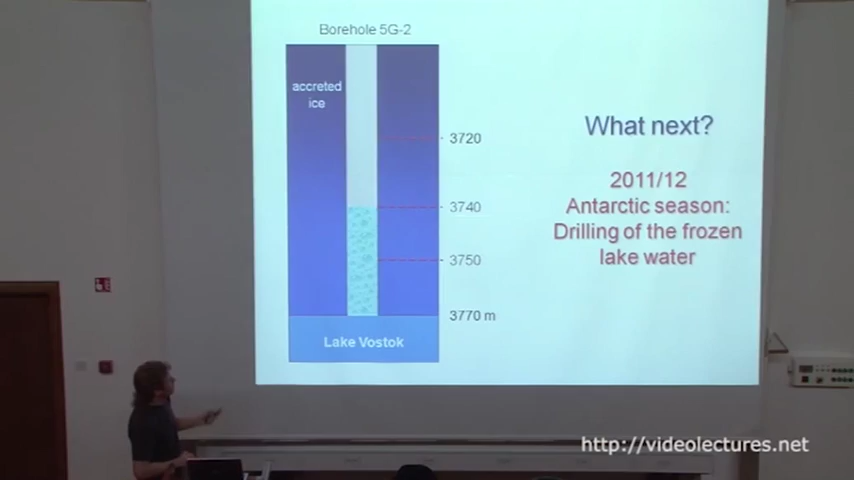 Borehole 5G-2
accreted
ice
3720
3740
3750
3770 m
Lake Vostok
What next?
2011/12
Antarctic season:
Drilling of the frozen
lake water
http://videolectures.net